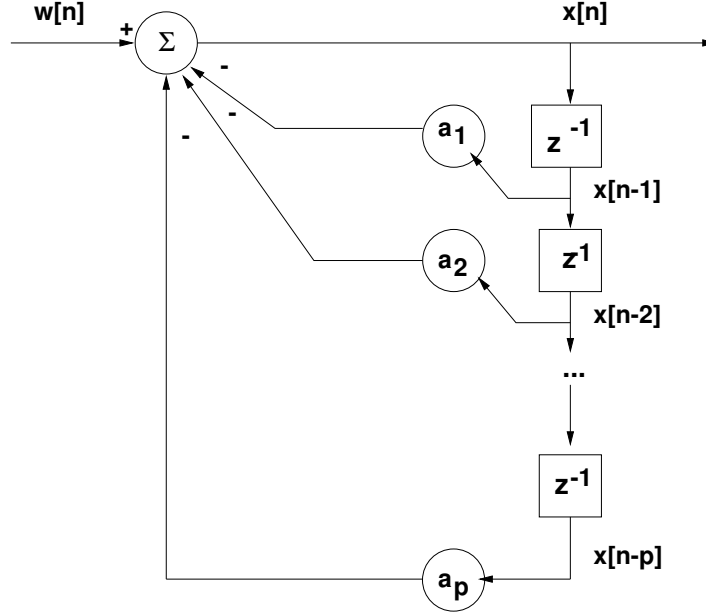 w[n]
x[n]
+
Σ
-
-
-
a1
z-1
x[n-1]
a2
z1
x[n-2]
...
z-1
x[n-p]
ap